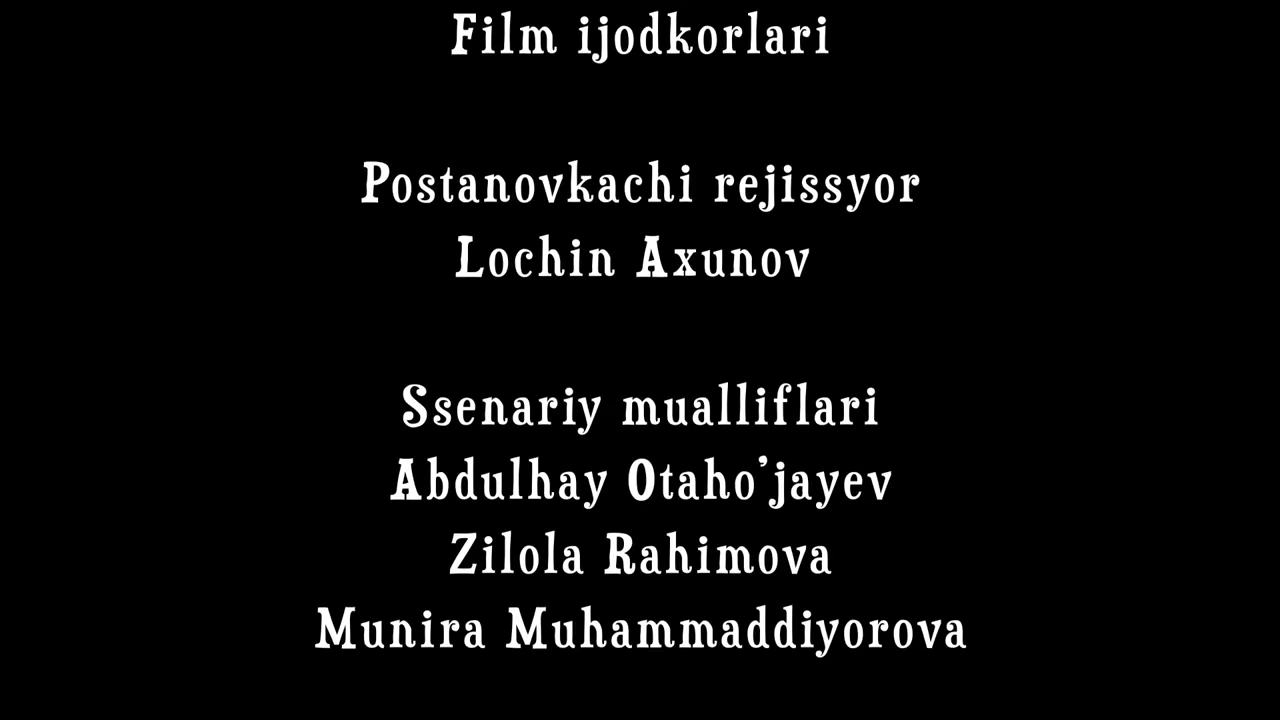 Film ijodkorlari
Postanovkachi rejissyor
Lochin Axunov
Ssenariy mualliflari
Abdulhay Otaho’jayev
Zilola Rahimova
Munira Muhammaddiyorova